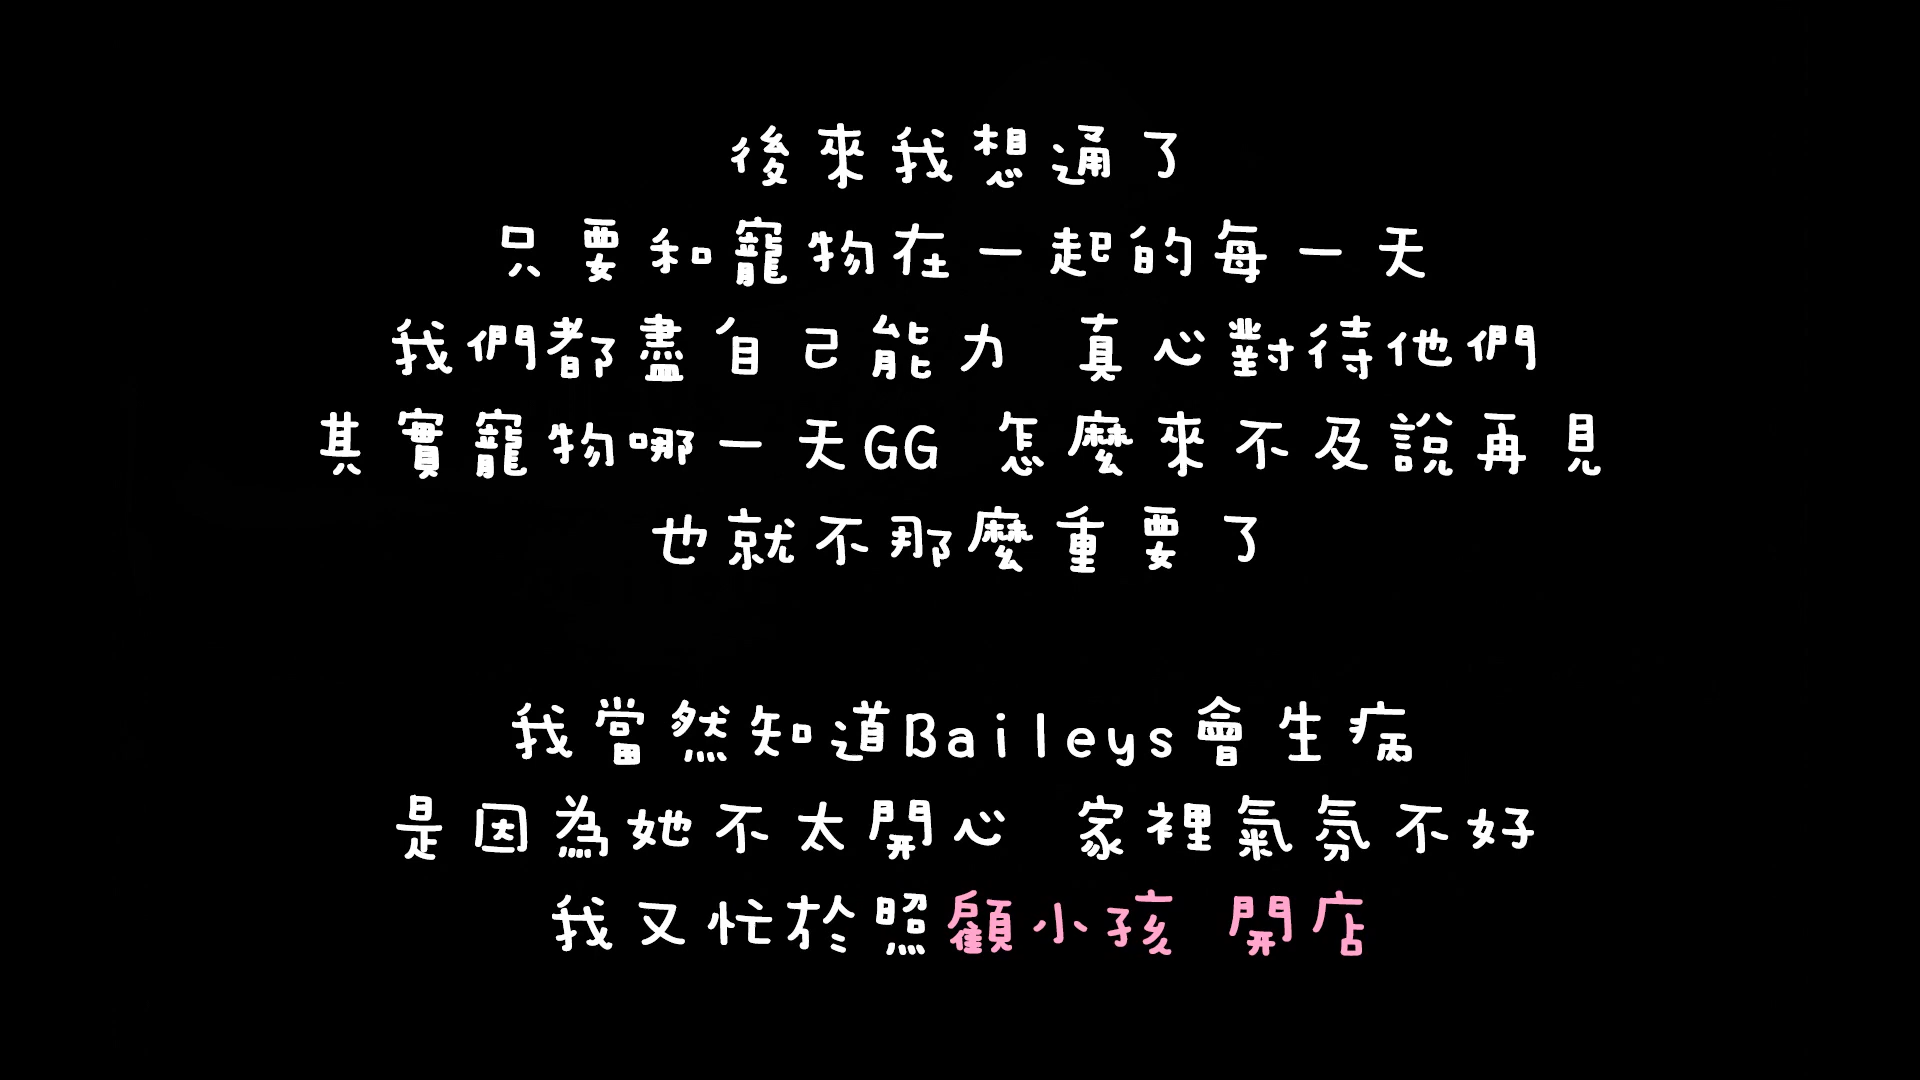 後來我想通了
只要和寵物在一起的每一天
我們都盡自己能力 真心對待他們
其實寵物哪一天GG 怎麼來不及說再見
也就不那麼重要了
我當然知道Baileys會生病
是因為她不太開心 家裡氣氛不好
我又忙於照顧小孩 開店